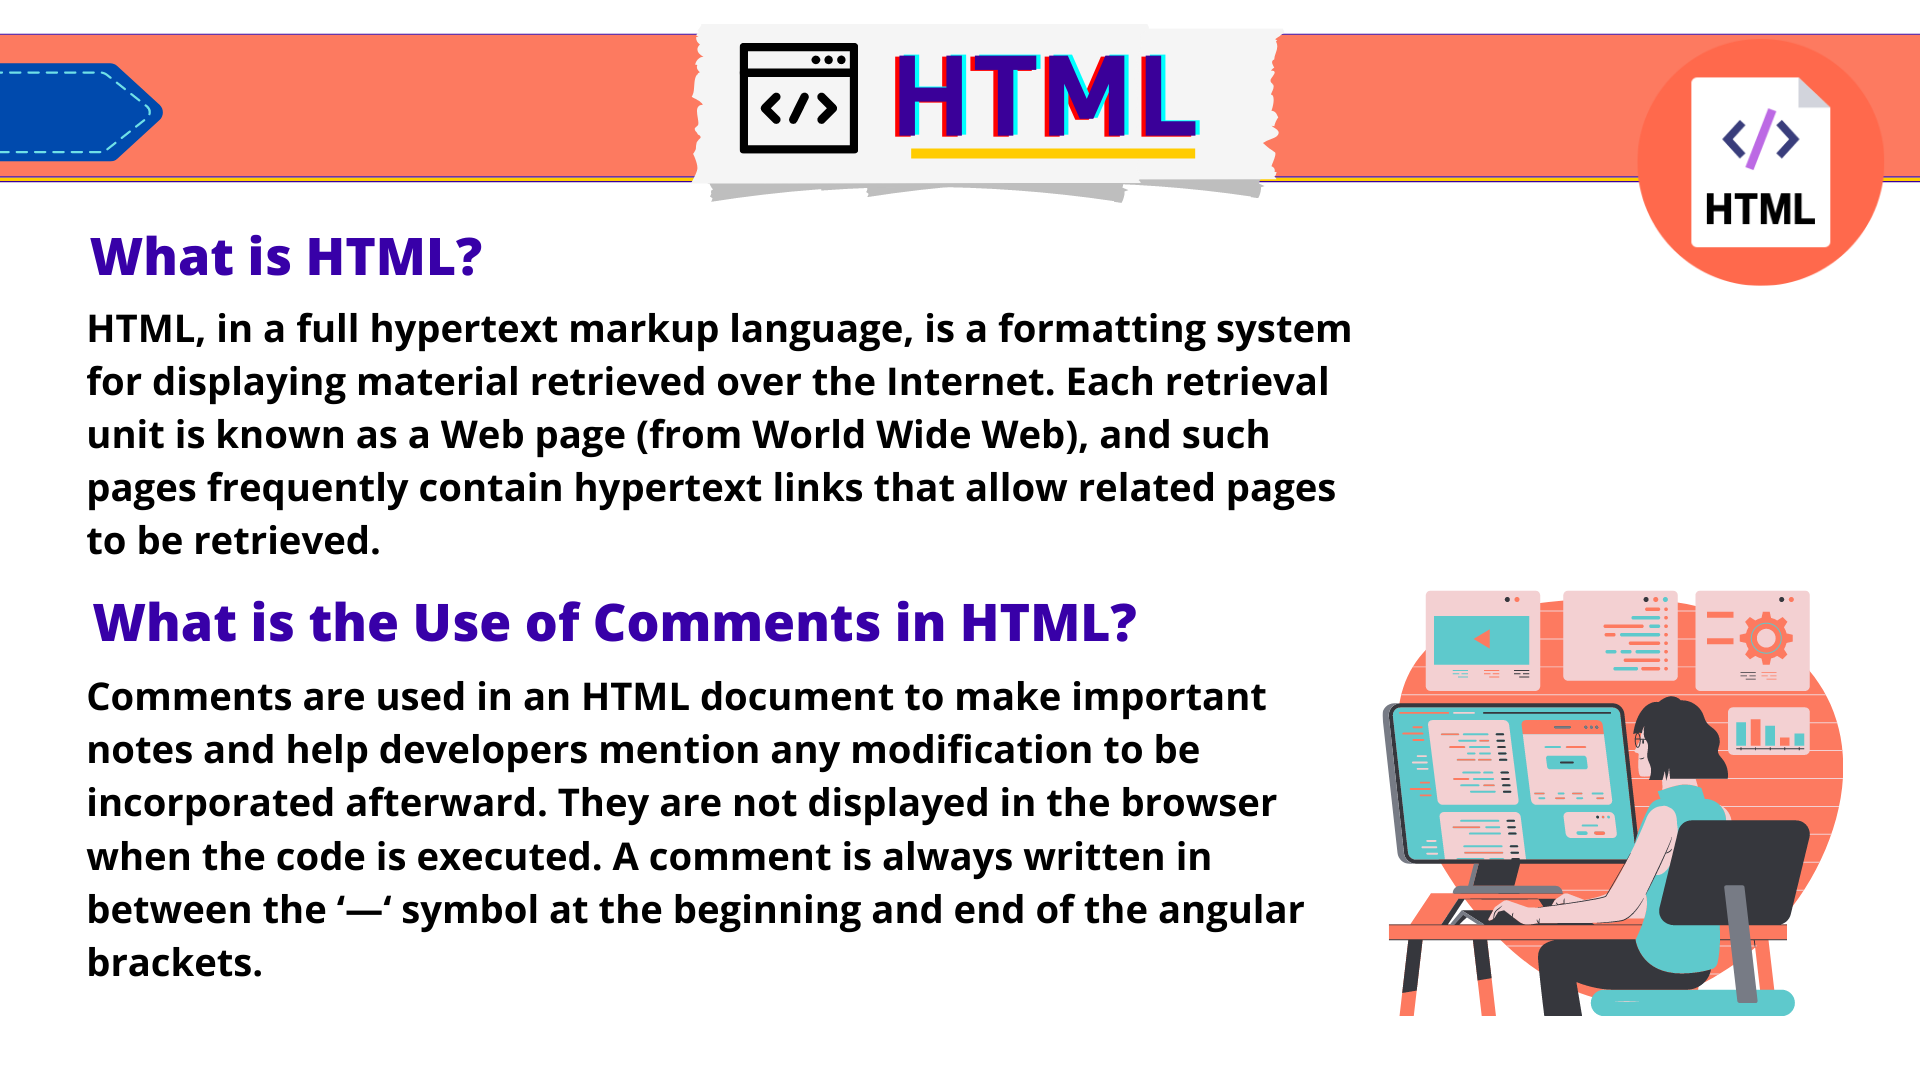 </> HTML
</>
HTML
What is HTML?
HTML, in a full hypertext markup language, is a formatting system
for displaying material retrieved over the Internet. Each retrieval
unit is known as a Web page (from World Wide Web), and such
pages frequently contain hypertext links that allow related pages
to be retrieved.
What is the Use of Comments in HTML?
Comments are used in an HTML document to make important
notes and help developers mention any modification to be
incorporated afterward. They are not displayed in the browser
when the code is executed. A comment is always written in
between the ‘—‘ symbol at the beginning and end of the angular
brackets.